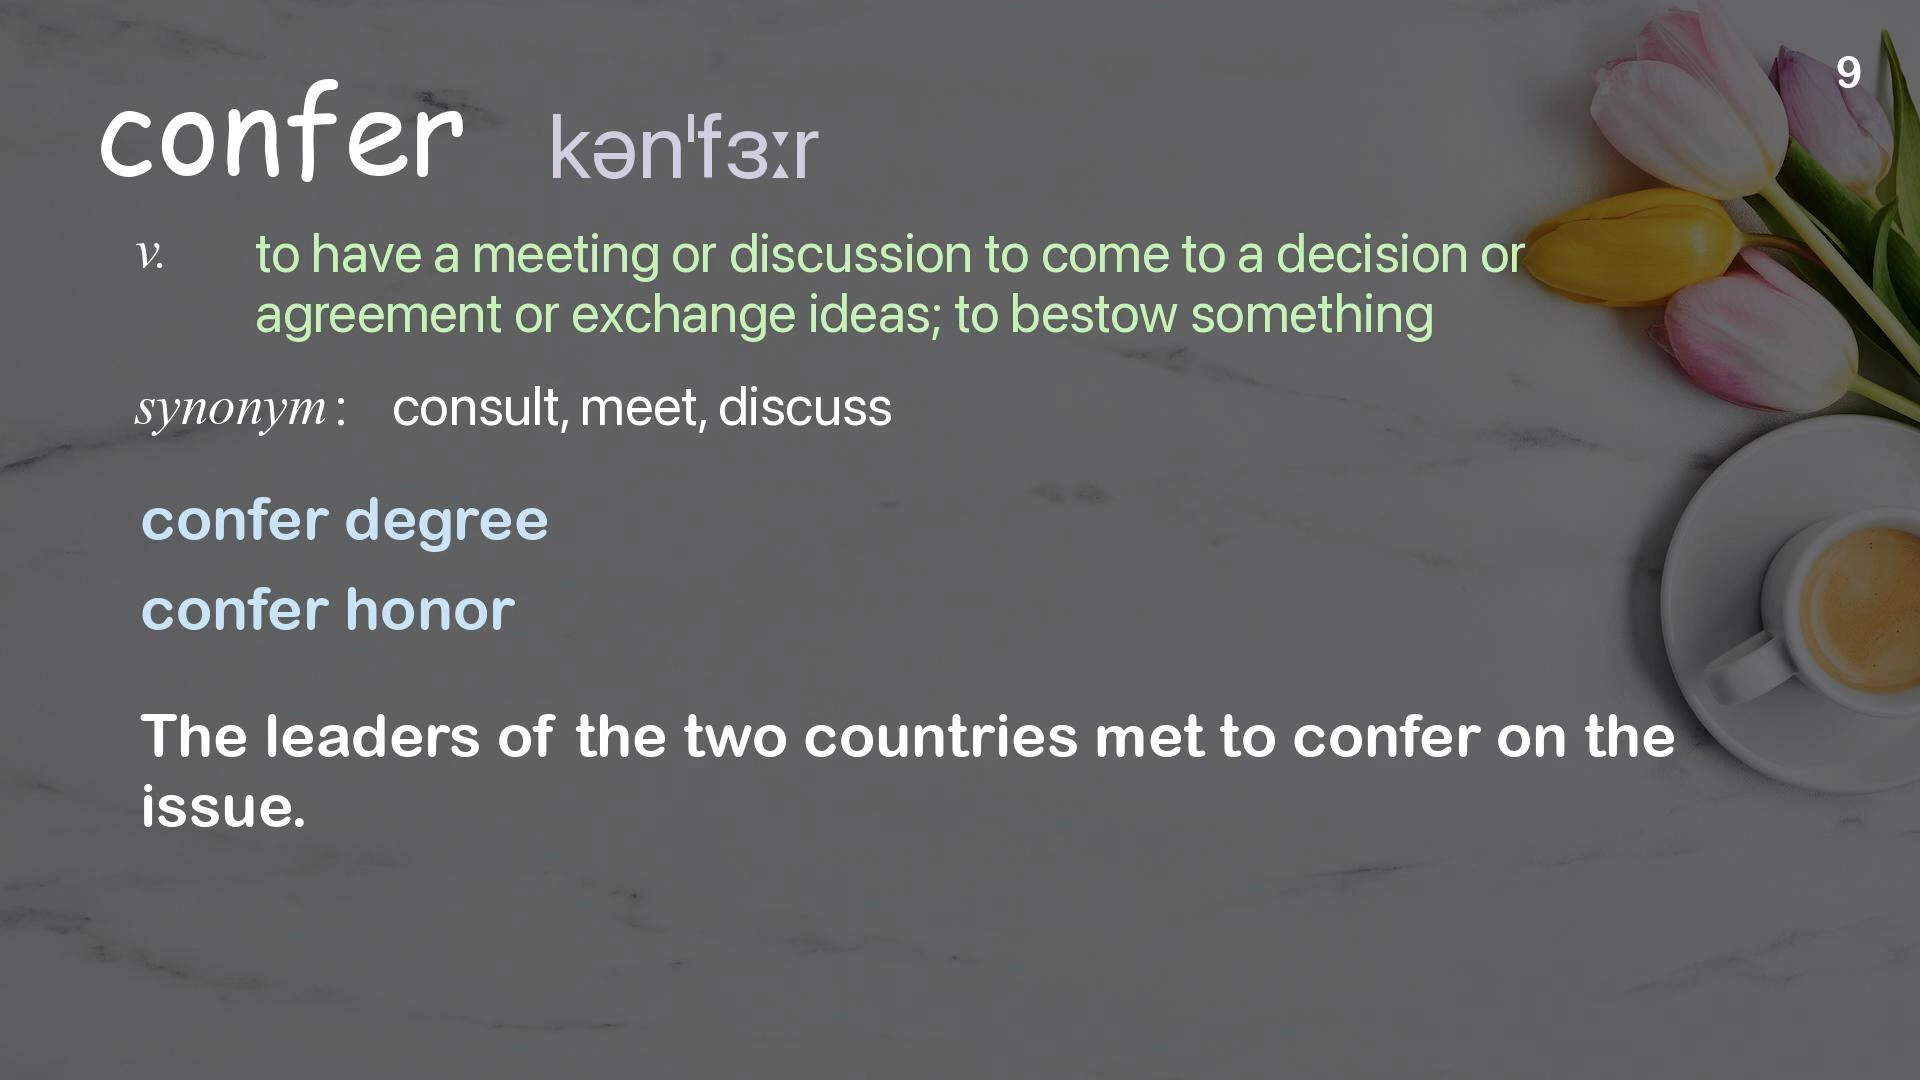 9
confer kənˈfɜːr
v. to have a meeting or discussion to come to a decision or
agreement or exchange ideas; to bestow something
synonym : consult, meet, discuss
confer degree
confer honor
The leaders of the two countries met to confer on the
issue.